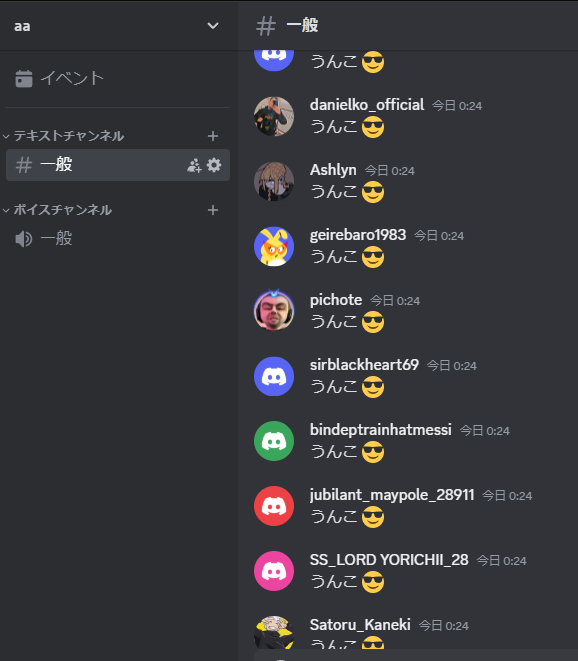 aa
イベント
テキストチャンネル
一般
ボイスチャンネル
一般
一般
うんこ😎
danielko_official 今日 0:24
うんこ😎
Ashlyn 今日 0:24
うんこ😎
geirebaro1983 今日 0:24
うんこ😎
pichote 今日 0:24
うんこ😎
sirblackheart69 今日 0:24
うんこ😎
bindeptrainhatmessi 今日 0:24
うんこ😎
jubilant_maypole_28911 今日 0:24
うんこ😎
SS_LORD YORICHII_28 今日 0:24
うんこ😎
Satoru_Kaneki 今日 0:24
うんこ😎